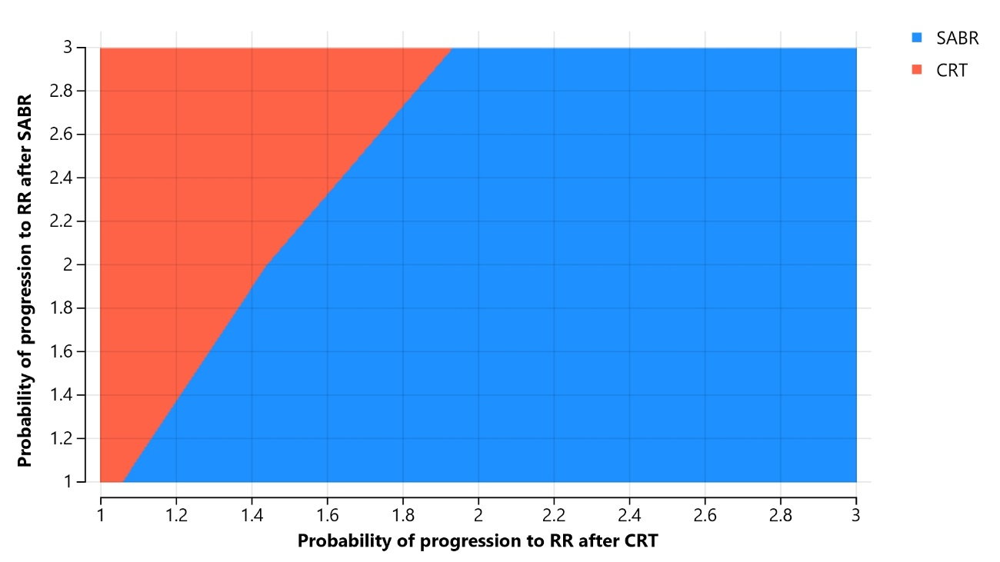 SABR
CRT
Probability of progression to RR after SABR
3
2.8
2.6
2.4
2.2
2
1.8
1.6
1.4
1.2
1
1 1.2 1.4 1.6 1.8 2 2.2 2.4 2.6 2.8 3
Probability of progression to RR after CRT